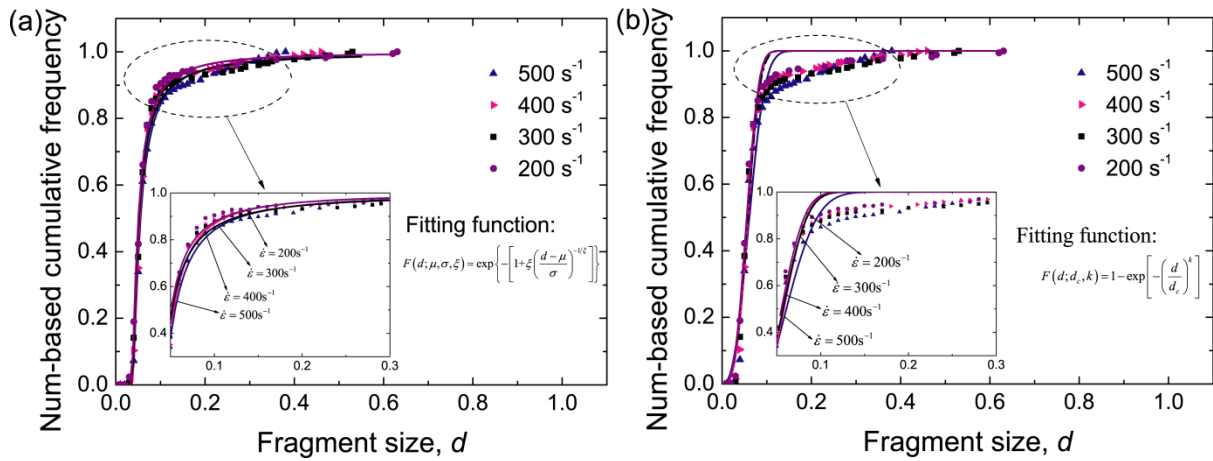 (a)
Num-based cumulative frequency
1.0
0.8
0.6
0.4
0.2
0.0
0.0 0.2 0.4 0.6 0.8 1.0
Fragment size, d
500 s⁻¹
400 s⁻¹
300 s⁻¹
200 s⁻¹
1.0
0.8
0.6
0.4
0.1 0.2 0.3
ε̇ = 200s⁻¹
ε̇ = 300s⁻¹
ε̇ = 400s⁻¹
ε̇ = 500s⁻¹
Fitting function:
F(d; μ, σ, ξ) = exp{-[1+ξ((d-μ)/σ)^(-1/ξ)]}
(b)
Num-based cumulative frequency
1.0
0.8
0.6
0.4
0.2
0.0
0.0 0.2 0.4 0.6 0.8 1.0
Fragment size, d
500 s⁻¹
400 s⁻¹
300 s⁻¹
200 s⁻¹
1.0
0.8
0.6
0.4
0.1 0.2 0.3
ε̇ = 200s⁻¹
ε̇ = 300s⁻¹
ε̇ = 400s⁻¹
ε̇ = 500s⁻¹
Fitting function:
F(d; d_c, k) = 1-exp[-(d/d_c)^k]